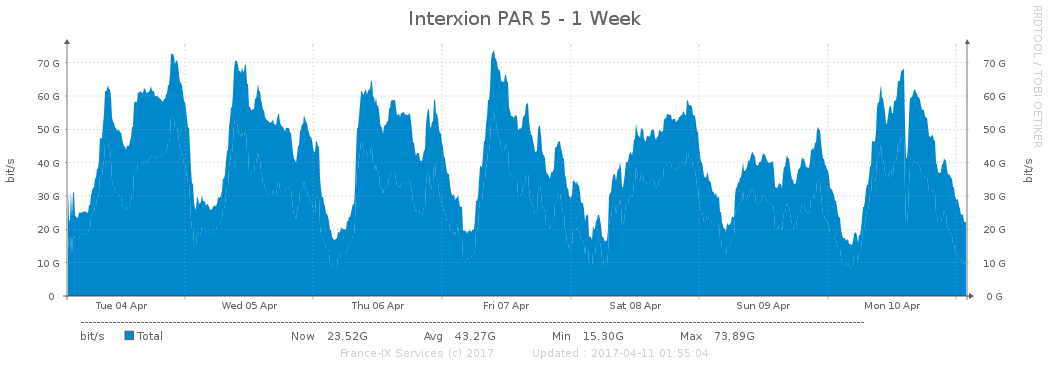 Interxion PAR 5 - 1 Week
RRDTOOL / TOBI OETIKER
bit/s
70 G 70 G
60 G 60 G
50 G 50 G
40 G 40 G
30 G 30 G
20 G 20 G
10 G 10 G
0 0 G
bit/s
Tue 04 Apr Wed 05 Apr Thu 06 Apr Fri 07 Apr Sat 08 Apr Sun 09 Apr Mon 10 Apr
bit/s Total Now 23.52G Avg 43.27G Min 15.30G Max 73.89G
France-IX Services (c) 2017 Updated : 2017-04-11 01:55:04